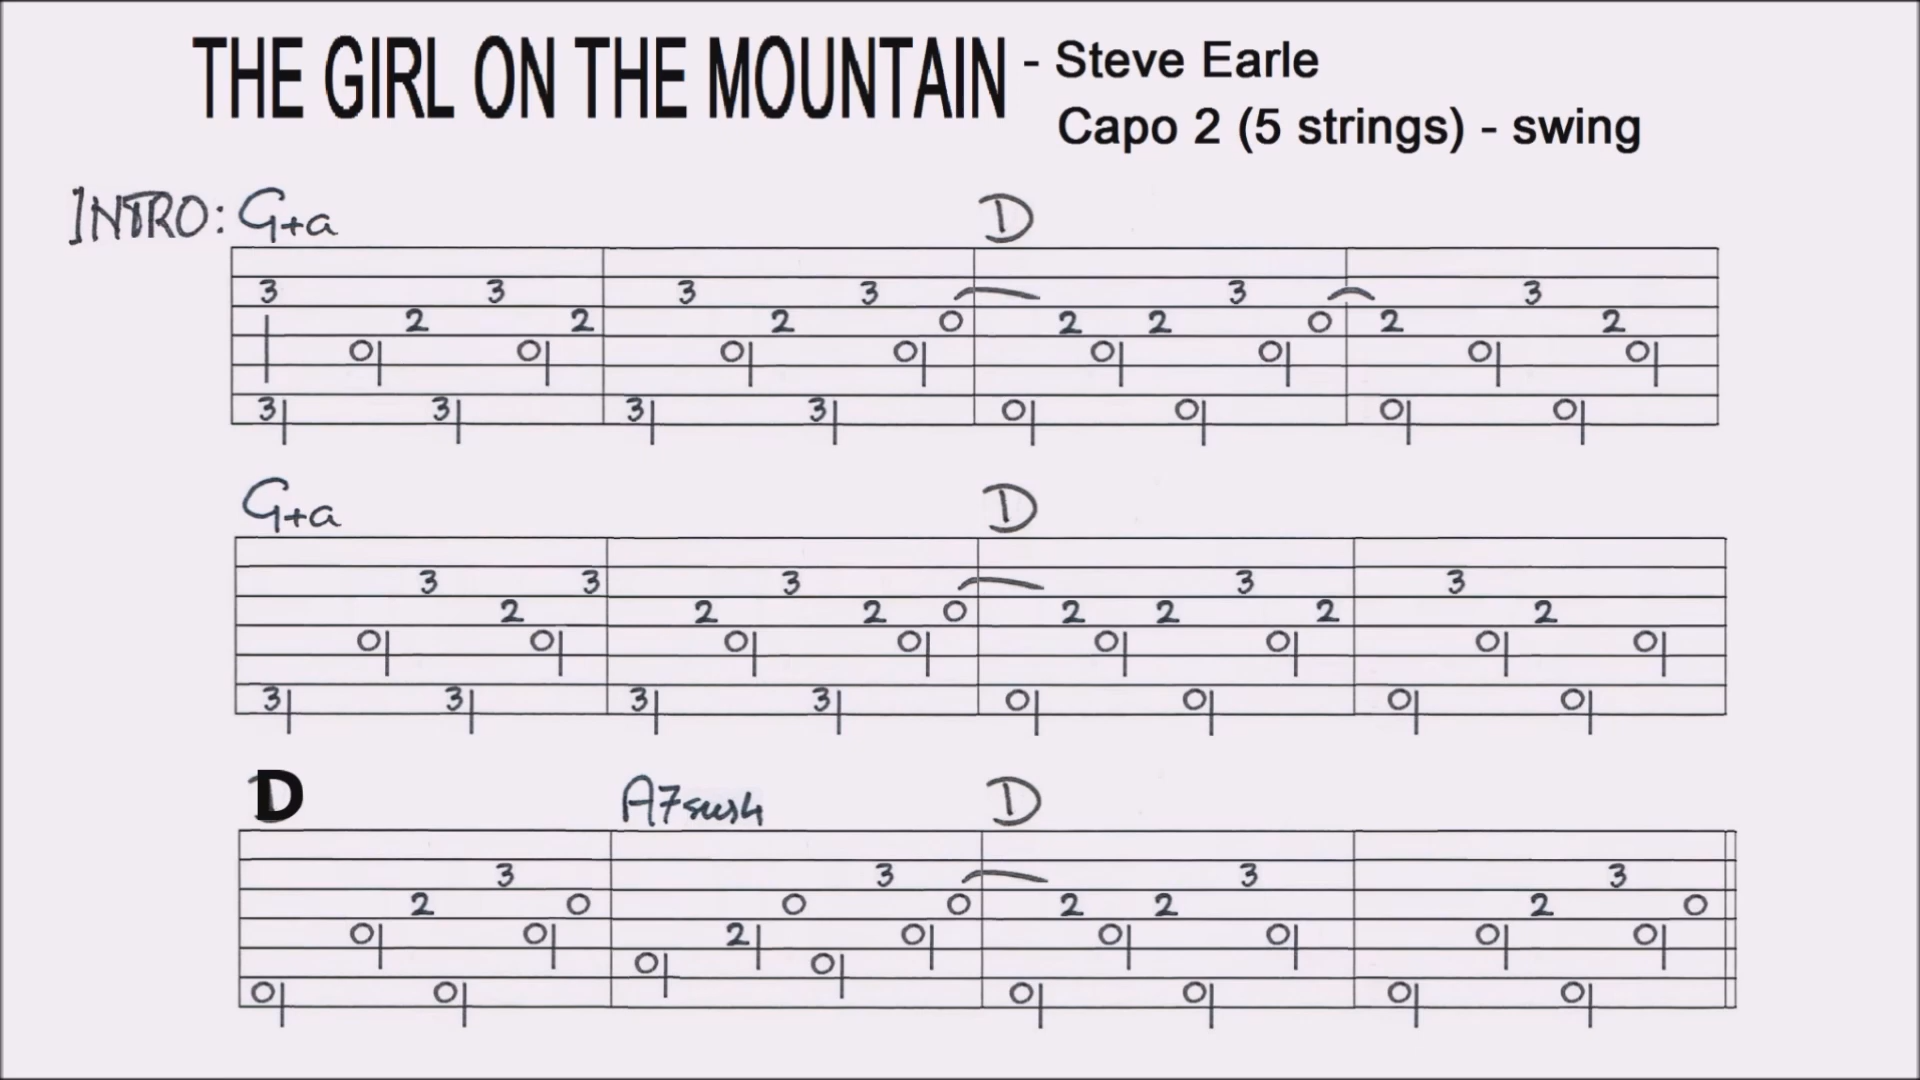 THE GIRL ON THE MOUNTAIN - Steve Earle
Capo 2 (5 strings) - swing
INTRO: G+a D
3 3 3 3 3 3
2 2 2 0 2 2 0 2 2
0 0 0 0 0 0 0 0
3 3 3 3 0 0 0 0
G+a D
3 3 3 3 3
2 2 2 0 2 2 2 2
0 0 0 0 0 0 0 0
3 3 3 3 0 0 0 0
D A7sus4 D
3 3 3 3
2 0 0 0 2 2 2 0
0 0 2 0 0 0 0 0
0 0
0 0 0 0 0 0